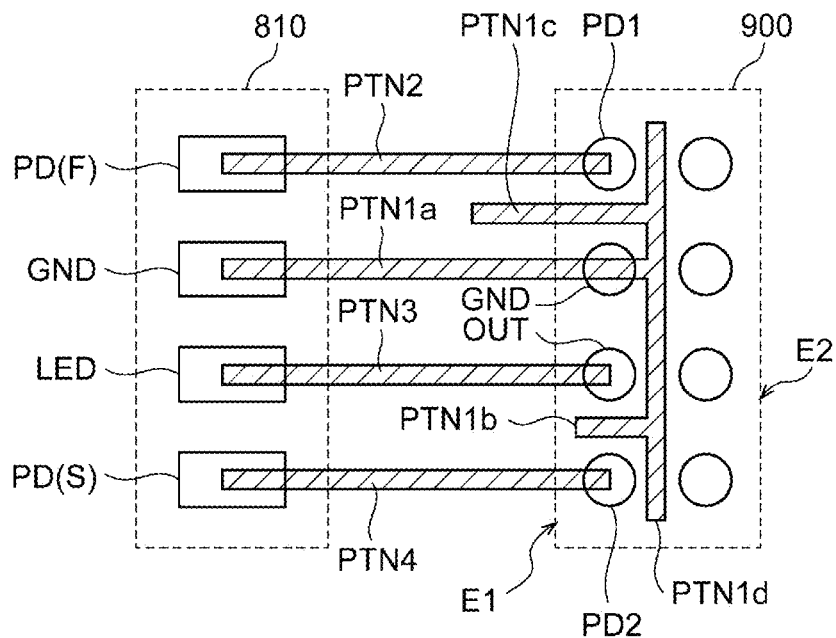 810
PTN1c
PD1
900
PTN2
PD(F)
PTN1a
GND
GND
PTN3
OUT
LED
E2
PTN1b
PD(S)
PTN4
E1
PD2
PTN1d